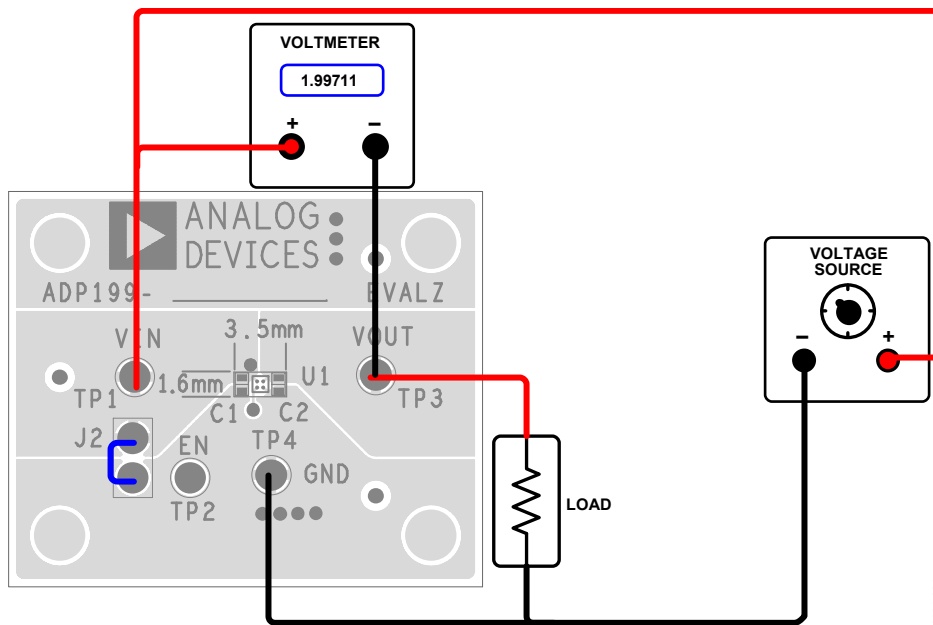 VOLTMETER
1.99711
+ –
ANALOG
DEVICES
ADP199-____________EVALZ
VOLTAGE
SOURCE
– +
VIN
3.5mm
VOUT
1.6mm
U1
TP1
TP3
C1
C2
J2
EN
TP4
GND
TP2
LOAD